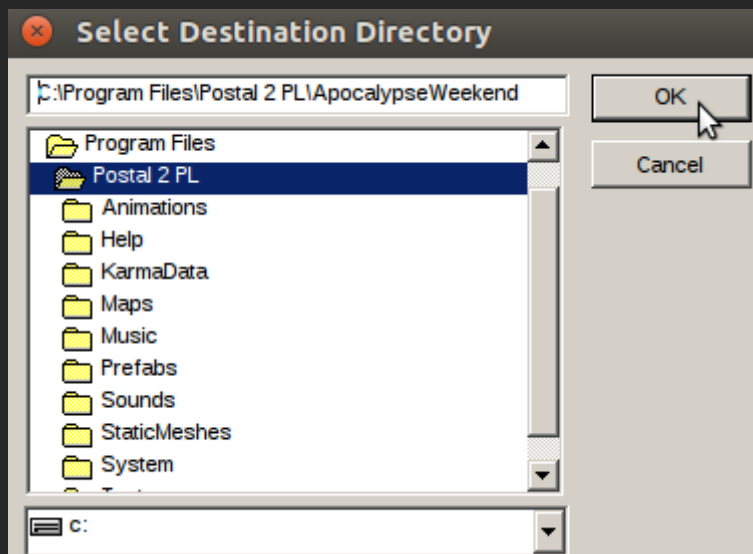 Select Destination Directory
C:\Program Files\Postal 2 PL\ApocalypseWeekend
OK
Cancel
Program Files
Postal 2 PL
Animations
Help
KarmaData
Maps
Music
Prefabs
Sounds
StaticMeshes
System
c: